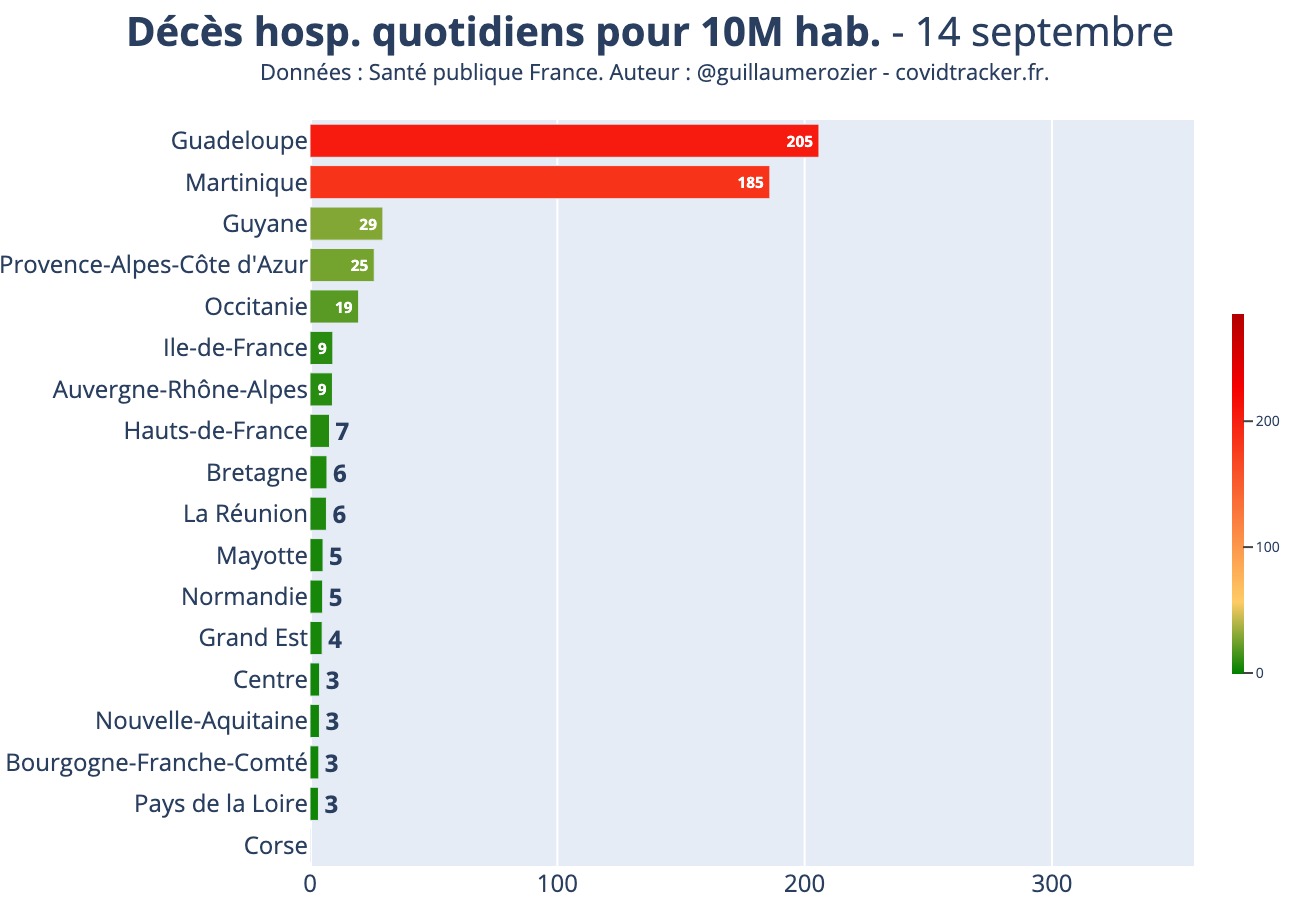 Décès hosp. quotidiens pour 10M hab. - 14 septembre
Données : Santé publique France. Auteur : @guillaumerozier - covidtracker.fr.
Guadeloupe 205
Martinique 185
Guyane 29
Provence-Alpes-Côte d'Azur 25
Occitanie 19
Ile-de-France 9
Auvergne-Rhône-Alpes 9
Hauts-de-France 7
Bretagne 6
La Réunion 6
Mayotte 5
Normandie 5
Grand Est 4
Centre 3
Nouvelle-Aquitaine 3
Bourgogne-Franche-Comté 3
Pays de la Loire 3
Corse
0 100 200 300
200
100
0